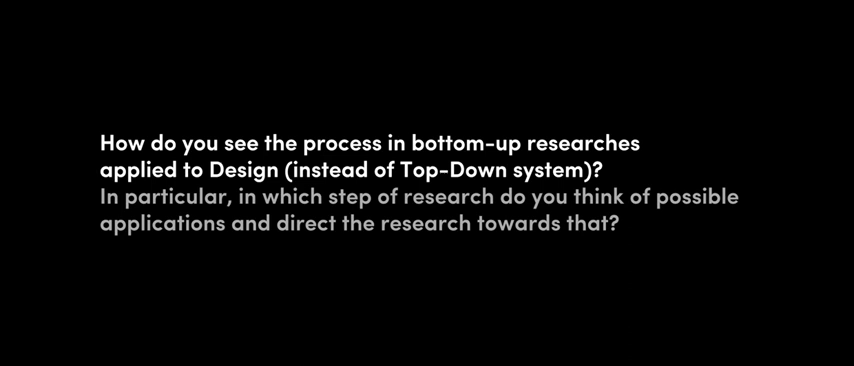 How do you see the process in bottom-up researches
applied to Design (instead of Top-Down system)?
In particular, in which step of research do you think of possible
applications and direct the research towards that?